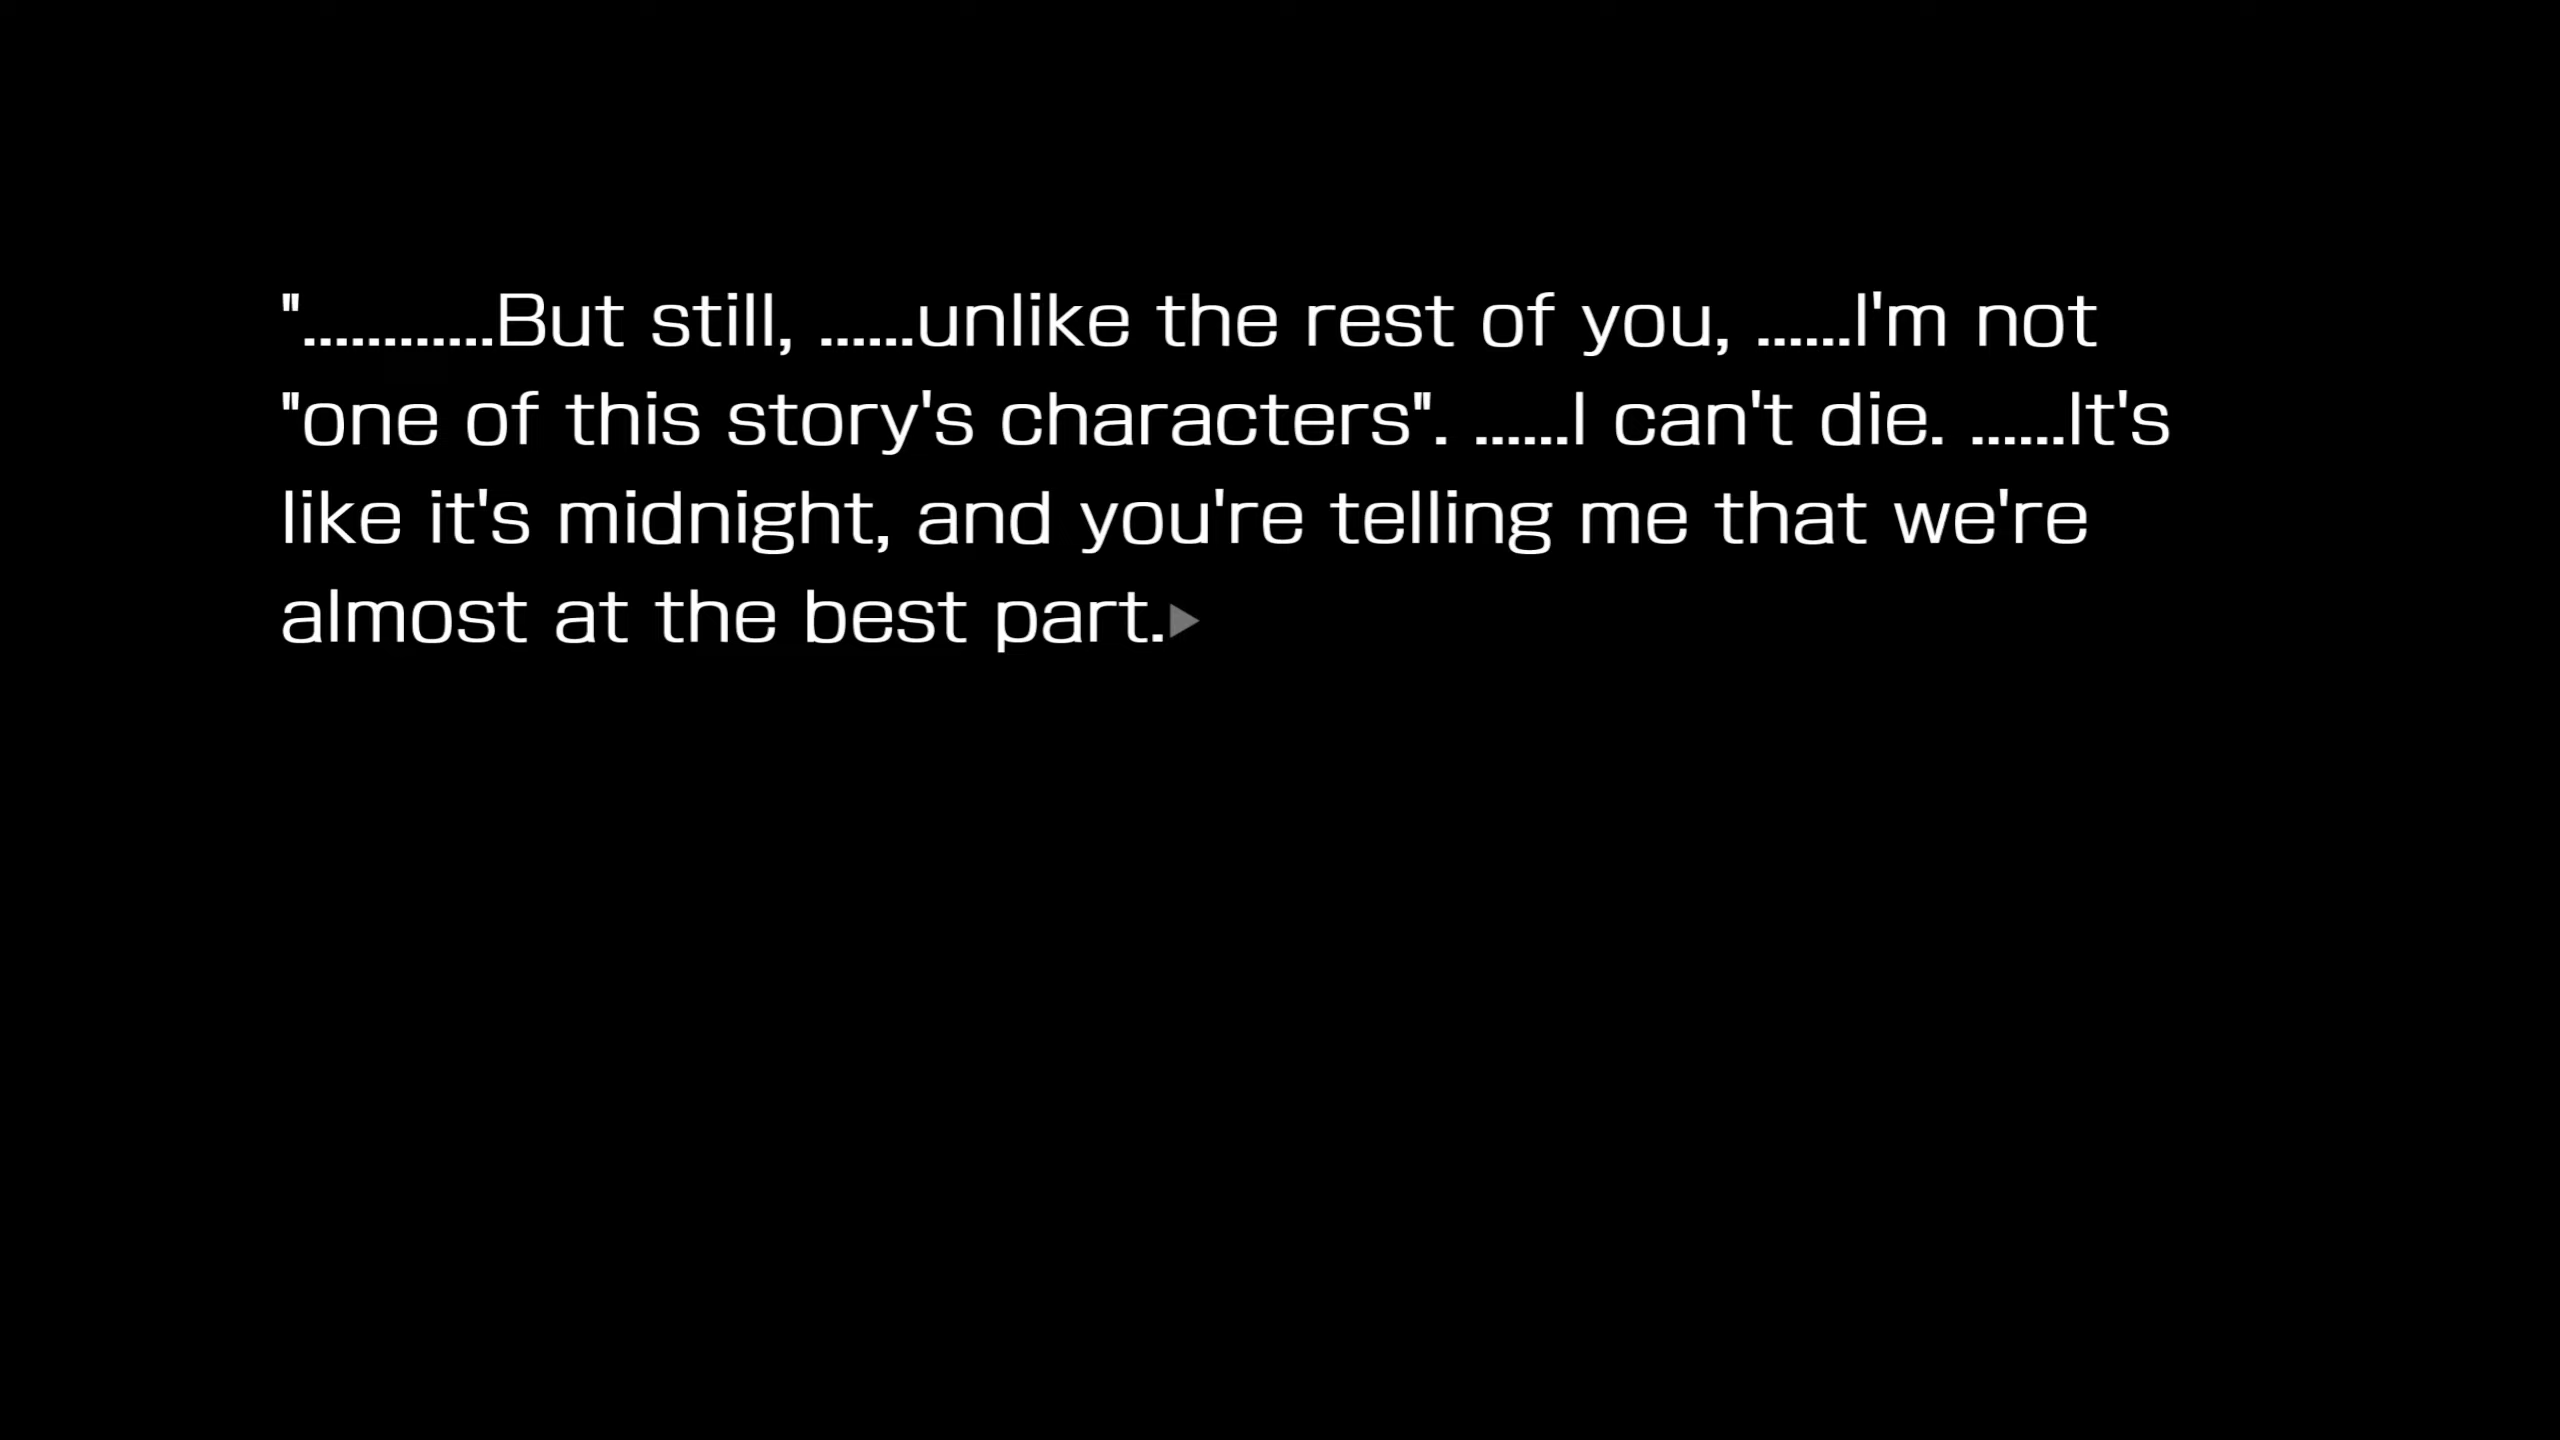 "............But still, ......unlike the rest of you, ......I'm not
"one of this story's characters". ......I can't die. ......It's
like it's midnight, and you're telling me that we're
almost at the best part.